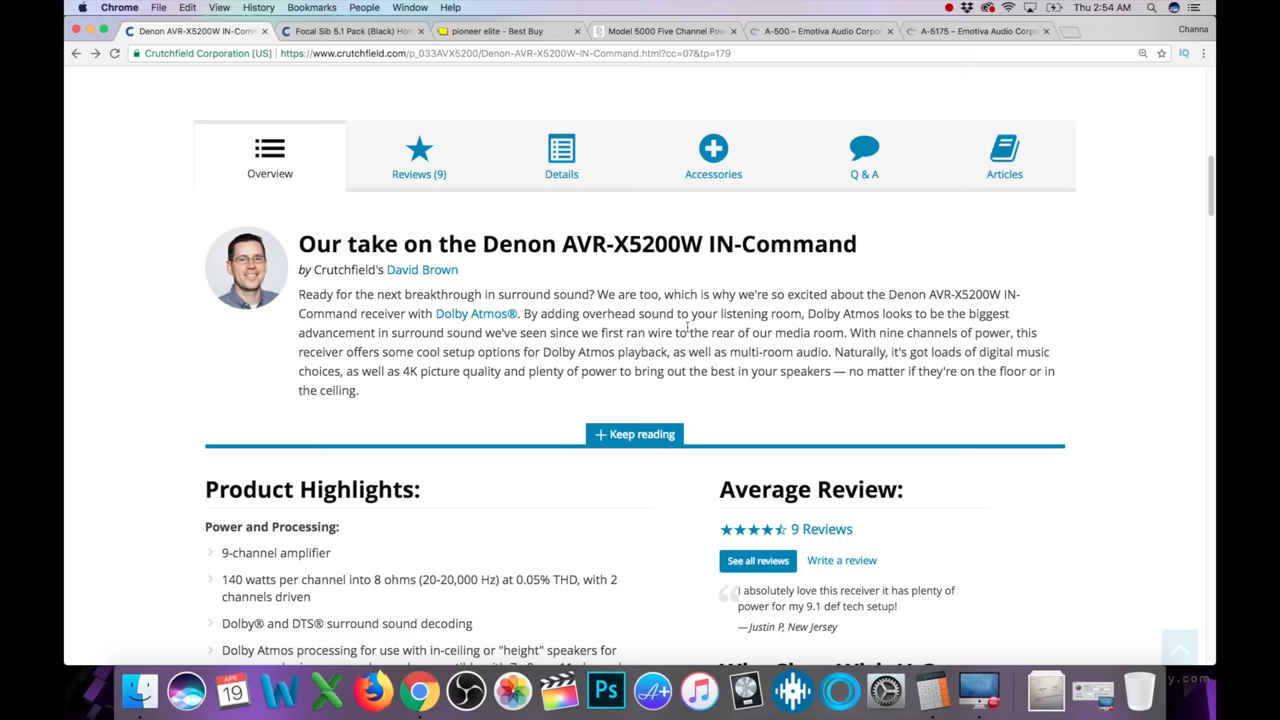 Chrome File Edit View History Bookmarks People Window Help Thu 2:54 AM
Denon AVR-X5200W IN-Comm Focal Sib 5.1 Pack (Black) Hom pioneer elite - Best Buy Model 5000 Five Channel Pow A-500 – Emotiva Audio Corpo A-5175 – Emotiva Audio Corpo Channa
Crutchfield Corporation [US] https://www.crutchfield.com/p_033AVX5200/Denon-AVR-X5200W-IN-Command.html?cc=07&tp=179 IQ
Overview Reviews (9) Details Accessories Q & A Articles
Our take on the Denon AVR-X5200W IN-Command
by Crutchfield's David Brown
Ready for the next breakthrough in surround sound? We are too, which is why we're so excited about the Denon AVR-X5200W IN-
Command receiver with Dolby Atmos®. By adding overhead sound to your listening room, Dolby Atmos looks to be the biggest
advancement in surround sound we've seen since we first ran wire to the rear of our media room. With nine channels of power, this
receiver offers some cool setup options for Dolby Atmos playback, as well as multi-room audio. Naturally, it's got loads of digital music
choices, as well as 4K picture quality and plenty of power to bring out the best in your speakers — no matter if they're on the floor or in
the ceiling.
+ Keep reading
Product Highlights:
Power and Processing:
9-channel amplifier
140 watts per channel into 8 ohms (20-20,000 Hz) at 0.05% THD, with 2
channels driven
Dolby® and DTS® surround sound decoding
Dolby Atmos processing for use with in-ceiling or "height" speakers for
Average Review:
9 Reviews
See all reviews Write a review
I absolutely love this receiver it has plenty of
power for my 9.1 def tech setup!
— Justin P, New Jersey
APR
19
Ps